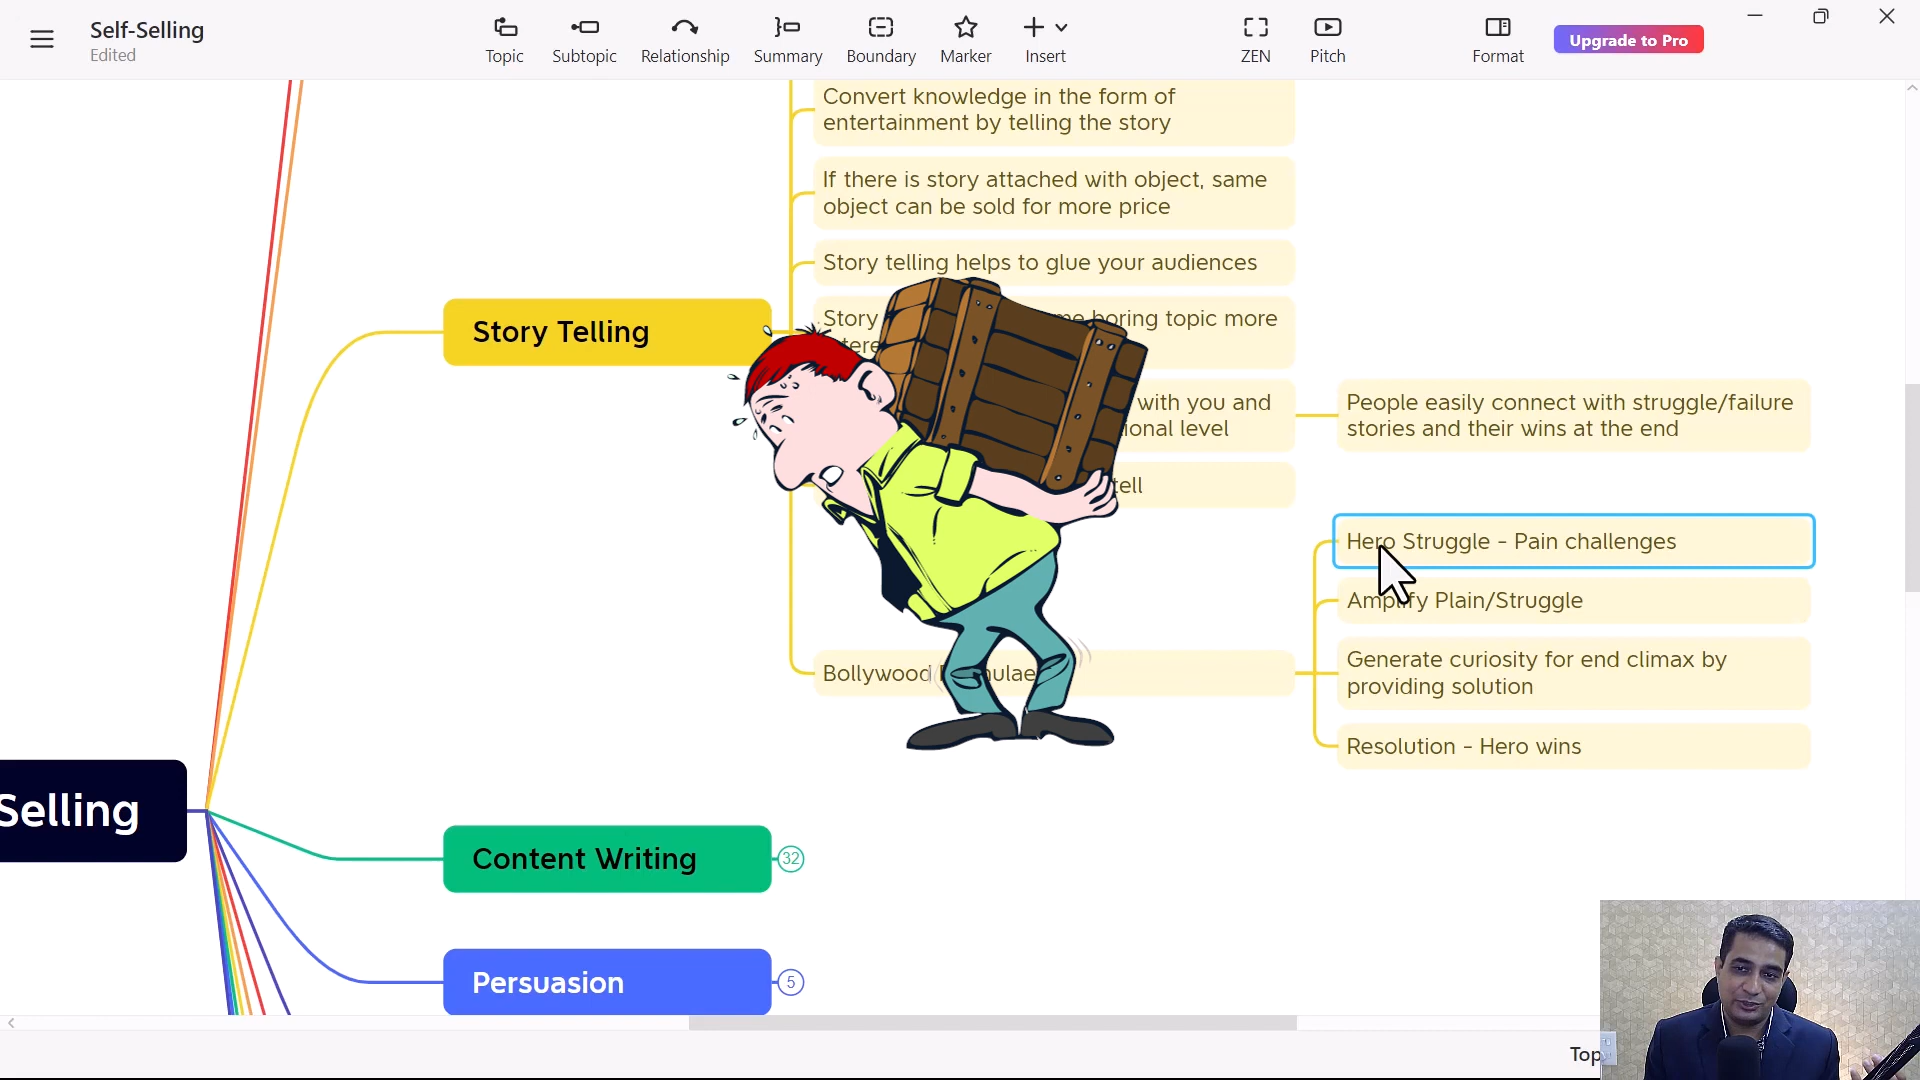 Self-Selling
Edited
Topic
Subtopic
Relationship
Summary
Boundary
Marker
Insert
ZEN
Pitch
Format
Upgrade to Pro
Convert knowledge in the form of
entertainment by telling the story
If there is story attached with object, same
object can be sold for more price
Story telling helps to glue your audiences
Story
boring topic more
Story Telling
with you and
level
People easily connect with struggle/failure
stories and their wins at the end
tell
Hero Struggle - Pain challenges
Amplify Plain/Struggle
Generate curiosity for end climax by
providing solution
Bollywood
Resolution - Hero wins
Selling
Content Writing
32
Persuasion
5